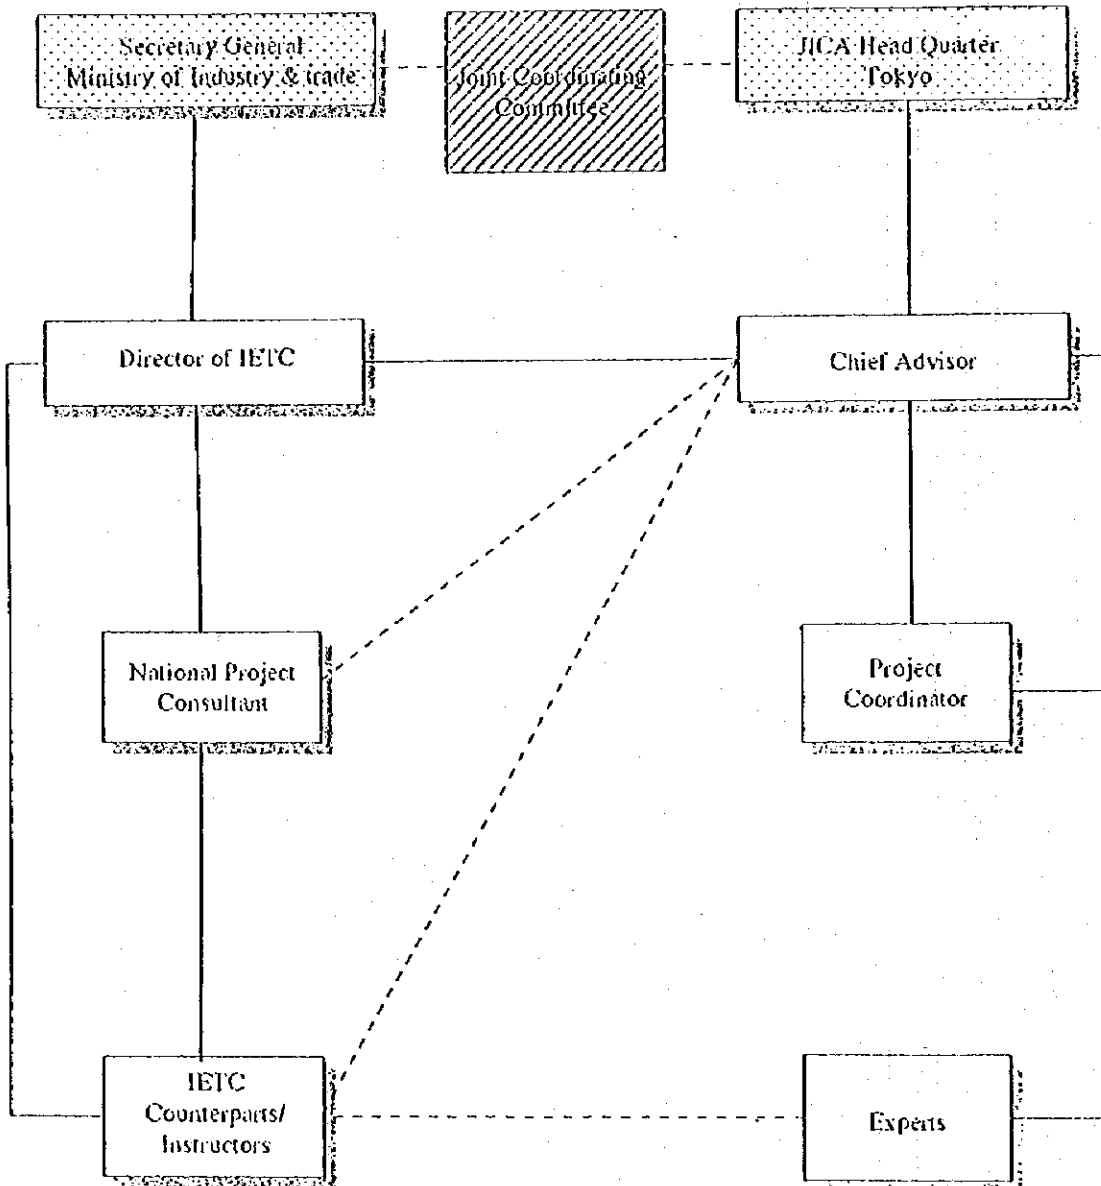 Secretary General
Ministry of Industry & trade
Joint Coordinating
Committee
JICA Head Quarter
Tokyo
Director of IETC
Chief Advisor
National Project
Consultant
Project
Coordinator
IETC
Counterparts/
Instructors
Experts